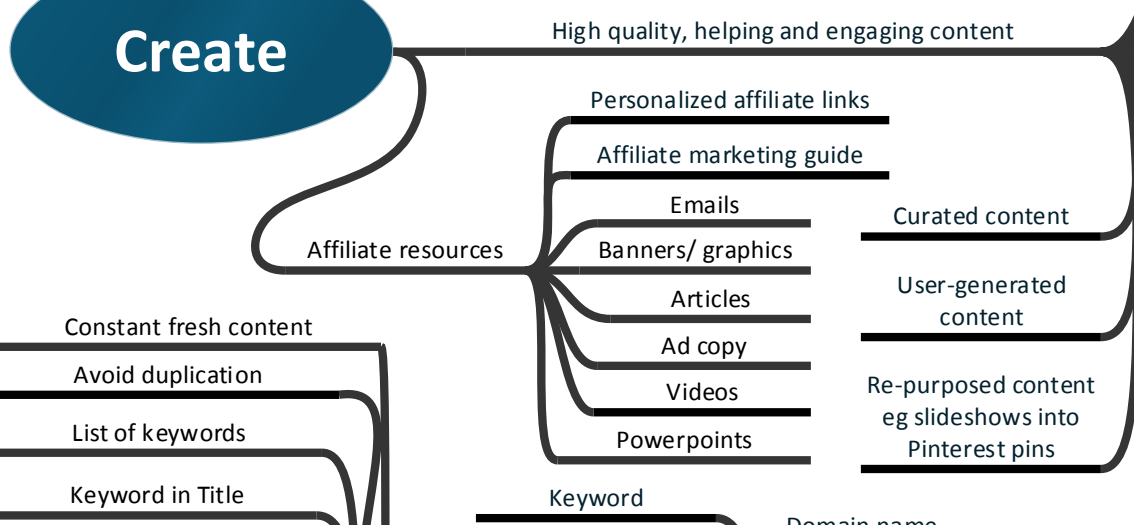 Create
High quality, helping and engaging content
Personalized affiliate links
Affiliate marketing guide
Emails
Affiliate resources
Banners/ graphics
Articles
Ad copy
Videos
Powerpoints
Curated content
User-generated
content
Re-purposed content
eg slideshows into
Pinterest pins
Constant fresh content
Avoid duplication
List of keywords
Keyword in Title
Keyword
Domain name